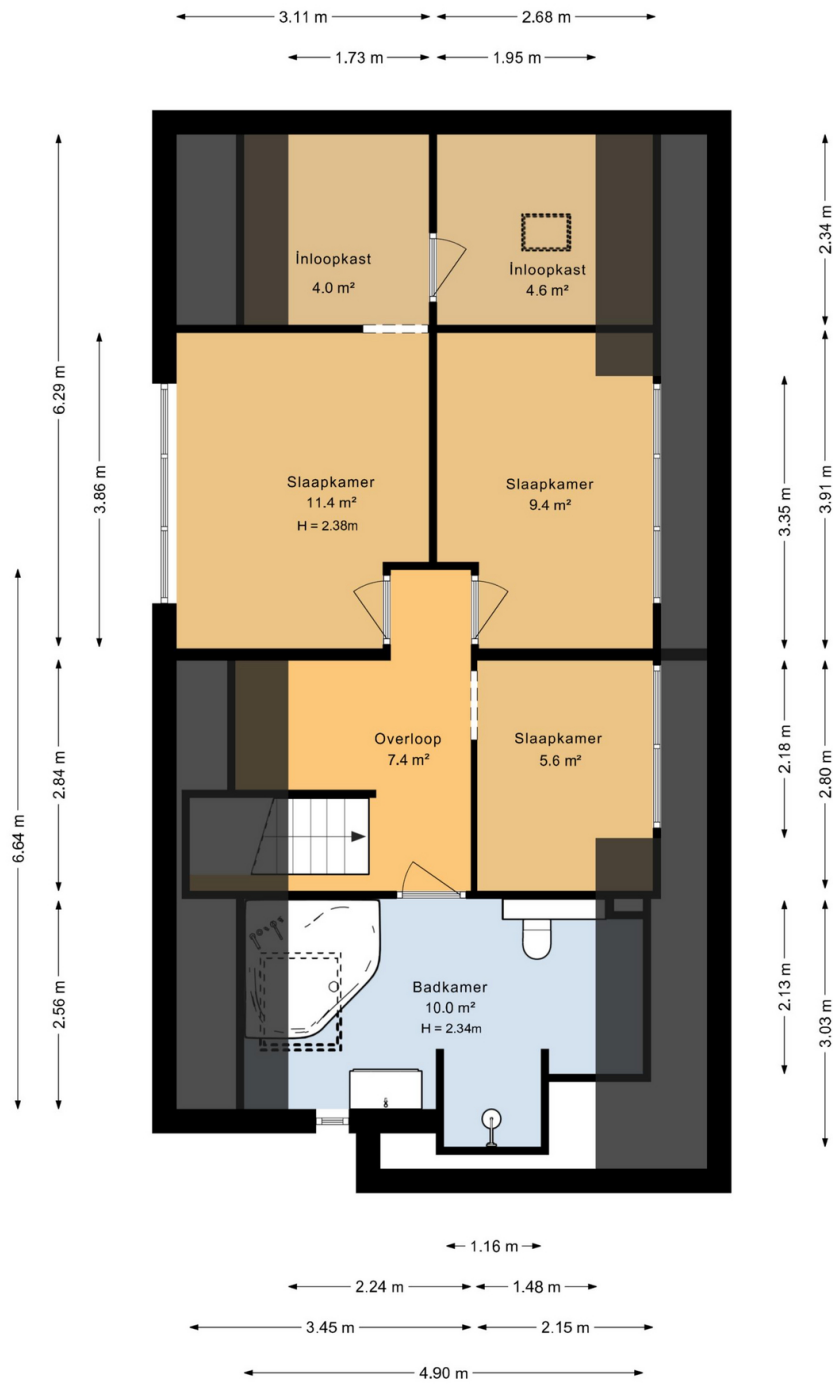 3.11 m
2.68 m
1.73 m
1.95 m
6.29 m
3.86 m
2.84 m
6.64 m
2.56 m
İnloopkast
4.0 m²
İnloopkast
4.6 m²
Slaapkamer
11.4 m²
H = 2.38m
Slaapkamer
9.4 m²
Overloop
7.4 m²
Slaapkamer
5.6 m²
Badkamer
10.0 m²
H = 2.34m
2.34 m
3.91 m
3.35 m
2.18 m
2.80 m
2.13 m
3.03 m
1.16 m
2.24 m
1.48 m
3.45 m
2.15 m
4.90 m